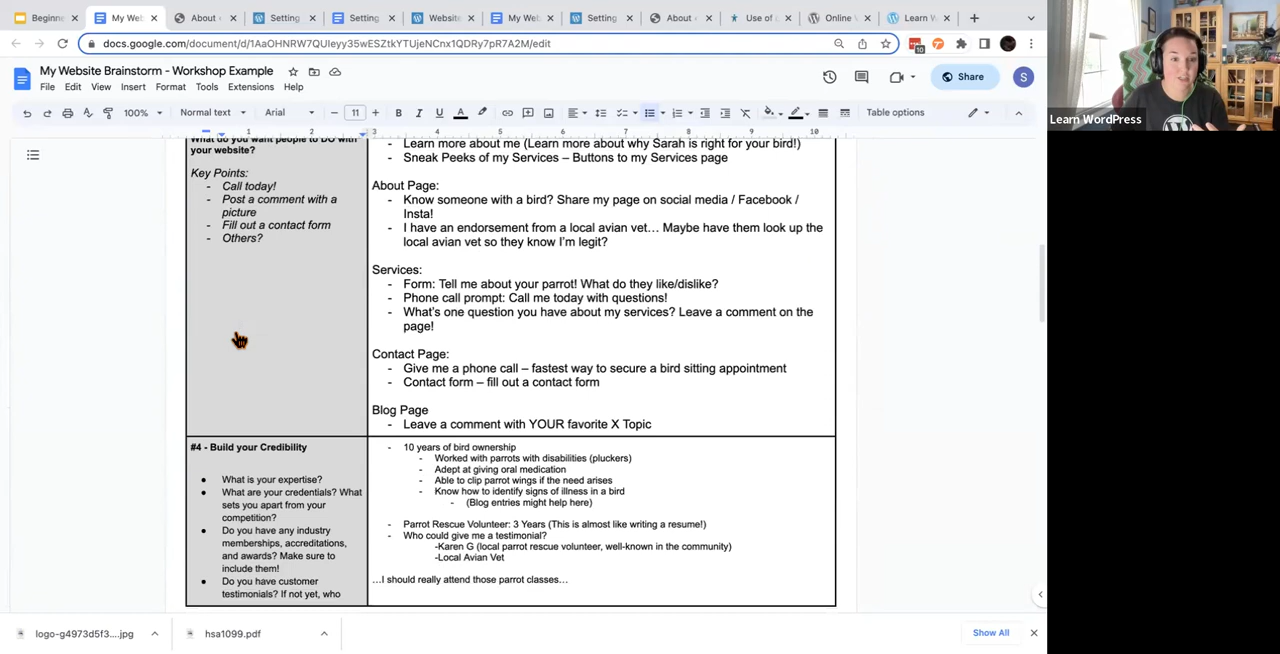 Beginne
My Web
About
Setting
Setting
Website
My We
Setting
About
Use of
Online
Learn W
docs.google.com/document/d/1AaOHNRW7QUIeyy35wESZtkYTUjeNCnx1QDRy7pR7A2M/edit
10
My Website Brainstorm - Workshop Example
File Edit View Insert Format Tools Extensions Help
Share
S
100%
Normal text
Arial
11
Table options
1 2 3 4 5 6 7 8 9 10
What do you want people to DO with
your website?
Key Points:
- Call today!
- Post a comment with a
picture
- Fill out a contact form
- Others?
- Learn more about me (Learn more about why Sarah is right for your bird!)
- Sneak Peeks of my Services – Buttons to my Services page
About Page:
- Know someone with a bird? Share my page on social media / Facebook /
Insta!
- I have an endorsement from a local avian vet… Maybe have them look up the
local avian vet so they know I'm legit?
Services:
- Form: Tell me about your parrot! What do they like/dislike?
- Phone call prompt: Call me today with questions!
- What's one question you have about my services? Leave a comment on the
page!
Contact Page:
- Give me a phone call – fastest way to secure a bird sitting appointment
- Contact form – fill out a contact form
Blog Page
- Leave a comment with YOUR favorite X Topic
#4 - Build your Credibility
● What is your expertise?
● What are your credentials? What
sets you apart from your
competition?
● Do you have any industry
memberships, accreditations,
and awards? Make sure to
include them!
● Do you have customer
testimonials? If not yet, who
- 10 years of bird ownership
- Worked with parrots with disabilities (pluckers)
- Adept at giving oral medication
- Able to clip parrot wings if the need arises
- Know how to identify signs of illness in a bird
- (Blog entries might help here)
- Parrot Rescue Volunteer: 3 Years (This is almost like writing a resume!)
- Who could give me a testimonial?
-Karen G (local parrot rescue volunteer, well-known in the community)
-Local Avian Vet
…I should really attend those parrot classes…
logo-g4973d5f3....jpg
hsa1099.pdf
Show All
Learn WordPress